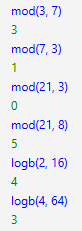 mod(3, 7)
3
mod(7, 3)
1
mod(21, 3)
0
mod(21, 8)
5
logb(2, 16)
4
logb(4, 64)
3